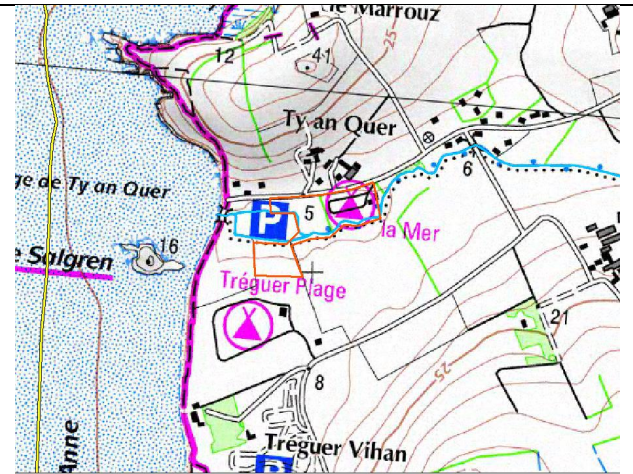 le Marrouz
12
41
25
Ty an Quer
6
ge de Ty an Quer
P
5
la Mer
16
e Salgren
Tréguer Plage
21
25
8
Anne
Tréguer Vihan